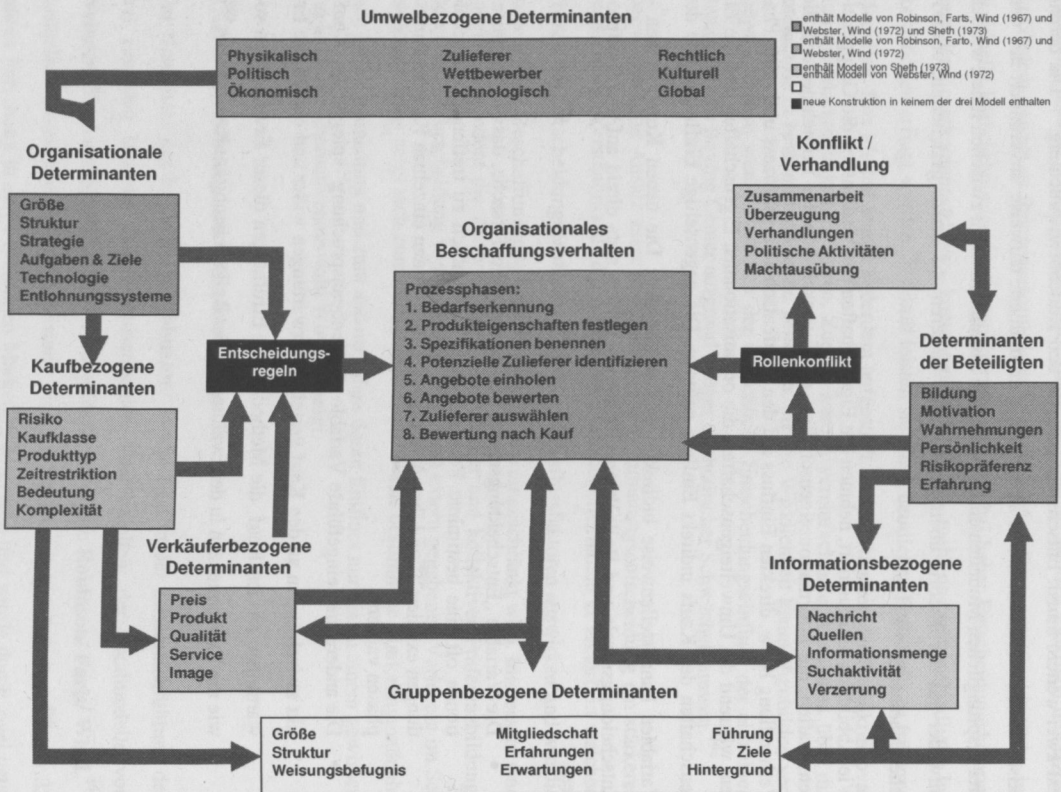 Umwelbezogene Determinanten
Physikalisch
Politisch
Ökonomisch
Zulieferer
Wettbewerber
Technologisch
Rechtlich
Kulturell
Global
enthält Modelle von Robinson, Farts, Wind (1967) und
Webster, Wind (1972) und Sheth (1973)
enthält Modelle von Robinson, Farto, Wind (1967) und
Webster, Wind (1972)
enthält Modell von Sheth (1973)
enthält Modell von Webster, Wind (1972)
neue Konstruktion in keinem der drei Modell enthalten
Organisationale
Determinanten
Größe
Struktur
Strategie
Aufgaben & Ziele
Technologie
Entlohnungssysteme
Konflikt /
Verhandlung
Zusammenarbeit
Überzeugung
Verhandlungen
Politische Aktivitäten
Machtausübung
Organisationales
Beschaffungsverhalten
Prozessphasen:
1. Bedarfserkennung
2. Produkteigenschaften festlegen
3. Spezifikationen benennen
4. Potenzielle Zulieferer identifizieren
5. Angebote einholen
6. Angebote bewerten
7. Zulieferer auswählen
8. Bewertung nach Kauf
Entscheidungs-
regeln
Rollenkonflikt
Kaufbezogene
Determinanten
Risiko
Kaufklasse
Produkttyp
Zeitrestriktion
Bedeutung
Komplexität
Determinanten
der Beteiligten
Bildung
Motivation
Wahrnehmungen
Persönlichkeit
Risikopräferenz
Erfahrung
Verkäuferbezogene
Determinanten
Preis
Produkt
Qualität
Service
Image
Informationsbezogene
Determinanten
Nachricht
Quellen
Informationsmenge
Suchaktivität
Verzerrung
Gruppenbezogene Determinanten
Größe
Struktur
Weisungsbefugnis
Mitgliedschaft
Erfahrungen
Erwartungen
Führung
Ziele
Hintergrund